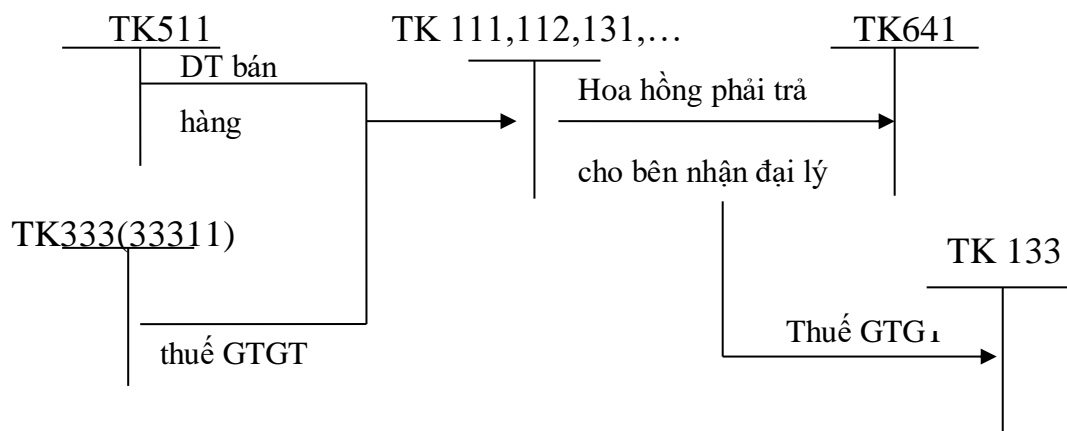 TK511
TK 111,112,131,…
TK641
DT bán
hàng
Hoa hồng phải trả
cho bên nhận đại lý
TK333(33311)
thuế GTGT
TK 133
Thuế GTG